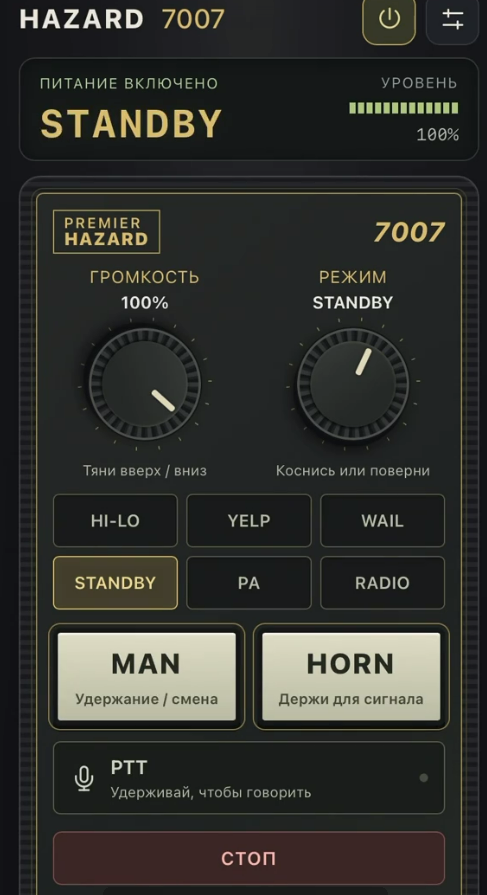 HAZARD 7007
ПИТАНИЕ ВКЛЮЧЕНО
STANDBY
УРОВЕНЬ
100%
PREMIER
HAZARD
7007
ГРОМКОСТЬ
100%
РЕЖИМ
STANDBY
Тяни вверх / вниз
Коснись или поверни
HI-LO
YELP
WAIL
STANDBY
PA
RADIO
MAN
Удержание / смена
HORN
Держи для сигнала
PTT
Удерживай, чтобы говорить
СТОП